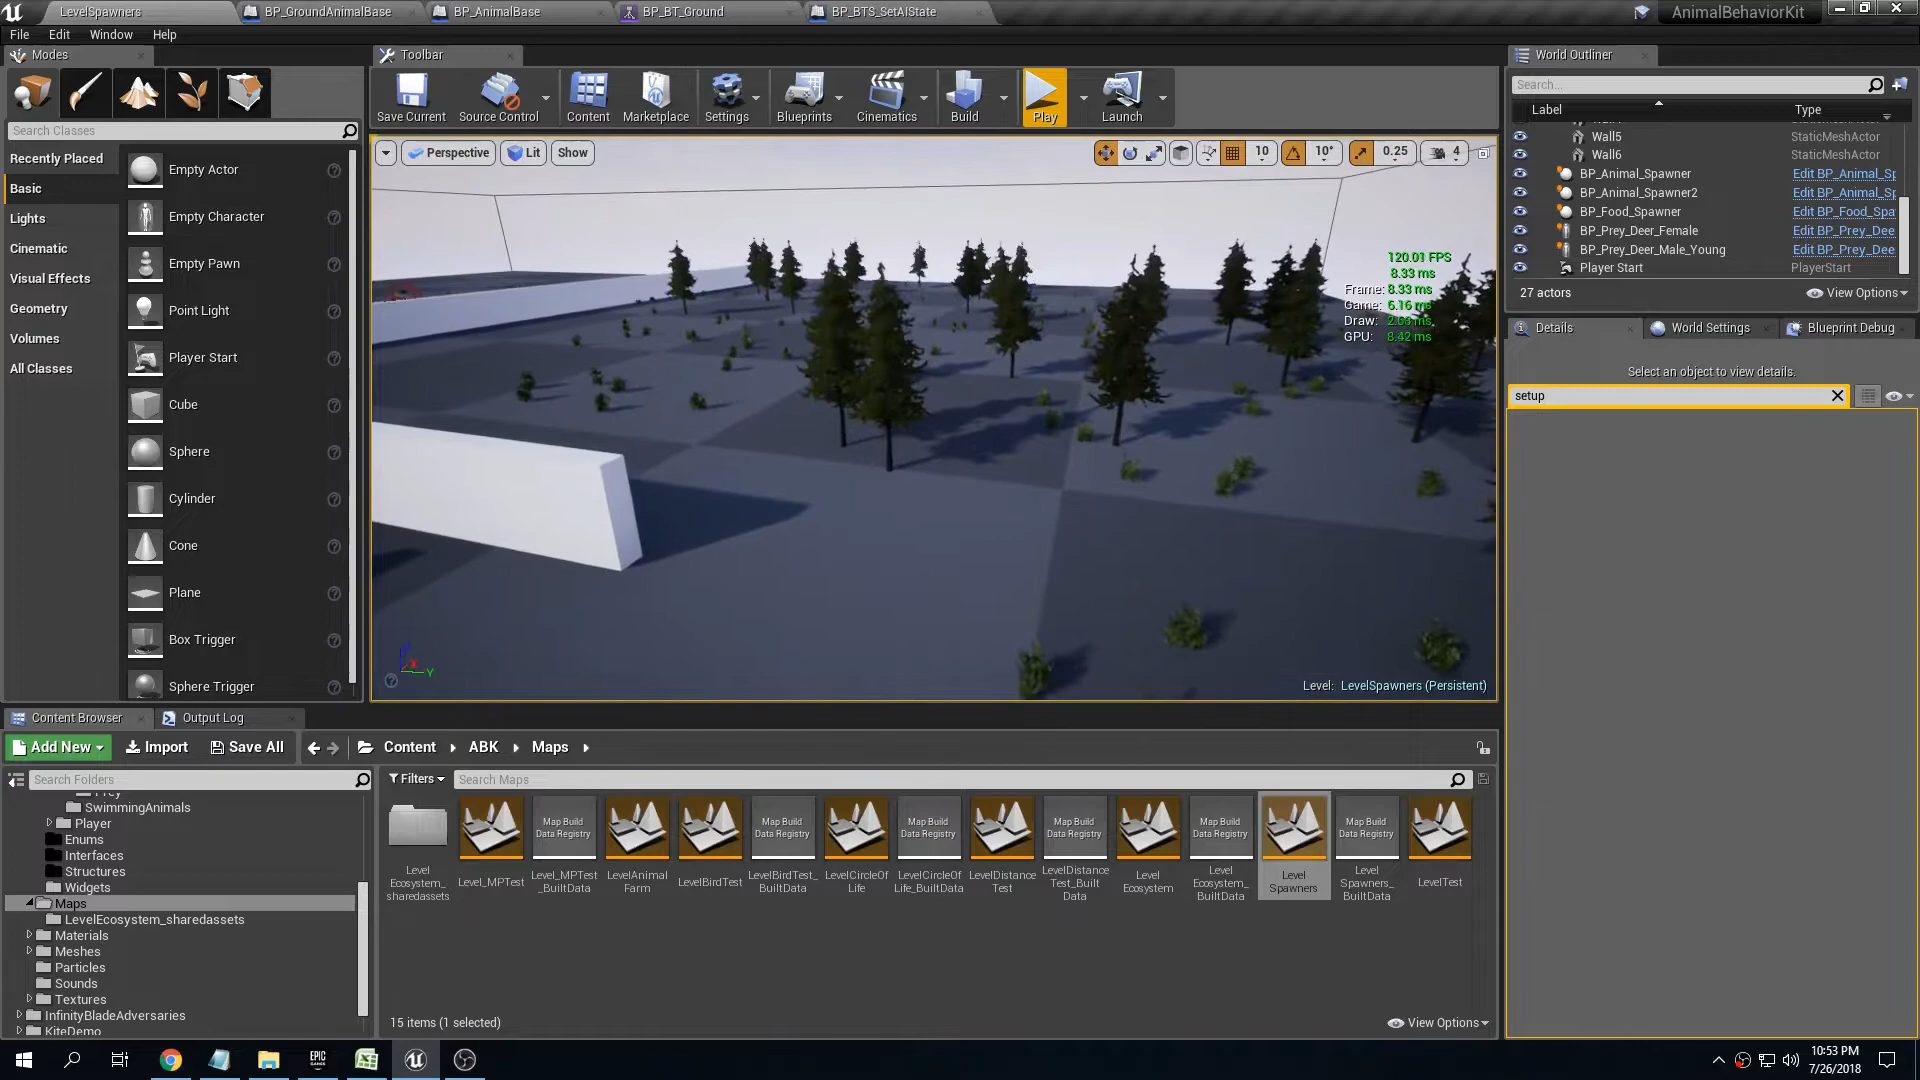 LevelSpawners
BP_GroundAnimalBase
BP_AnimalBase
BP_BT_Ground
BP_BTS_SetAIState
AnimalBehaviorKit
File Edit Window Help
Modes
Toolbar
World Outliner
Save Current
Source Control
Content
Marketplace
Settings
Blueprints
Cinematics
Build
Play
Launch
Search...
Label
Type
Search Classes
Recently Placed
Basic
Lights
Cinematic
Visual Effects
Geometry
Volumes
All Classes
Empty Actor
Empty Character
Empty Pawn
Point Light
Player Start
Cube
Sphere
Cylinder
Cone
Plane
Box Trigger
Sphere Trigger
Perspective
Lit
Show
10
10°
0.25
4
120.01 FPS
8.33 ms
Frame: 8.33 ms
Game: 6.16 ms
Draw:
GPU: 8.42 ms
X
Y
Level: LevelSpawners (Persistent)
Wall5 StaticMeshActor
Wall6 StaticMeshActor
BP_Animal_Spawner Edit BP_Animal_Sp
BP_Animal_Spawner2 Edit BP_Animal_Sp
BP_Food_Spawner Edit BP_Food_Spa
BP_Prey_Deer_Female Edit BP_Prey_Dee
BP_Prey_Deer_Male_Young Edit BP_Prey_Dee
Player Start PlayerStart
27 actors
View Options
Details
World Settings
Blueprint Debug
Select an object to view details.
setup
Content Browser
Output Log
Add New
Import
Save All
Content
ABK
Maps
Search Folders
Filters
Search Maps
Prey
SwimmingAnimals
Player
Enums
Interfaces
Structures
Widgets
Maps
LevelEcosystem_sharedassets
Materials
Meshes
Particles
Sounds
Textures
InfinityBladeAdversaries
KiteDemo
Map Build
Data Registry
Map Build
Data Registry
Map Build
Data Registry
Map Build
Data Registry
Map Build
Data Registry
Map Build
Data Registry
Level
Ecosystem_
sharedassets
Level_MPTest
Level_MPTest
_BuiltData
LevelAnimal
Farm
LevelBirdTest
LevelBirdTest_
BuiltData
LevelCircleOf
Life
LevelCircleOf
Life_BuiltData
LevelDistance
Test
LevelDistance
Test_Built
Data
Level
Ecosystem
Level
Ecosystem_
BuiltData
Level
Spawners
Level
Spawners_
BuiltData
LevelTest
15 items (1 selected)
View Options
EPIC
GAMES
10:53 PM
7/26/2018